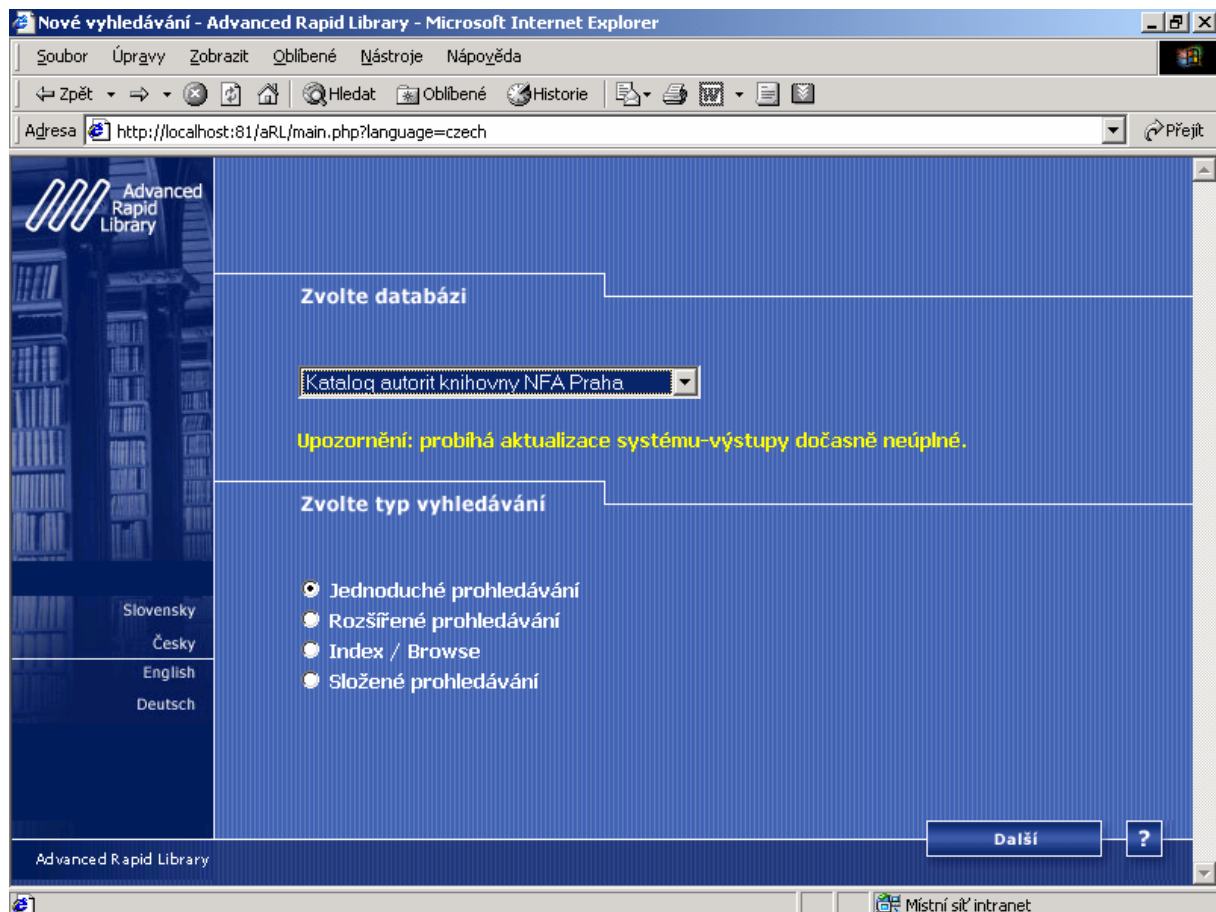 Nové vyhledávání - Advanced Rapid Library - Microsoft Internet Explorer
Soubor Úpravy Zobrazit Oblíbené Nástroje Nápověda
Zpět Hledat Oblíbené Historie
Adresa http://localhost:81/aRL/main.php?language=czech Přejít
Advanced
Rapid
Library
Zvolte databázi
Katalog autorit knihovny NFA Praha
Upozornění: probíhá aktualizace systému-výstupy dočasně neúplné.
Zvolte typ vyhledávání
Jednoduché prohledávání
Rozšířené prohledávání
Index / Browse
Složené prohledávání
Slovensky
Česky
English
Deutsch
Další ?
Advanced Rapid Library
Místní síť intranet